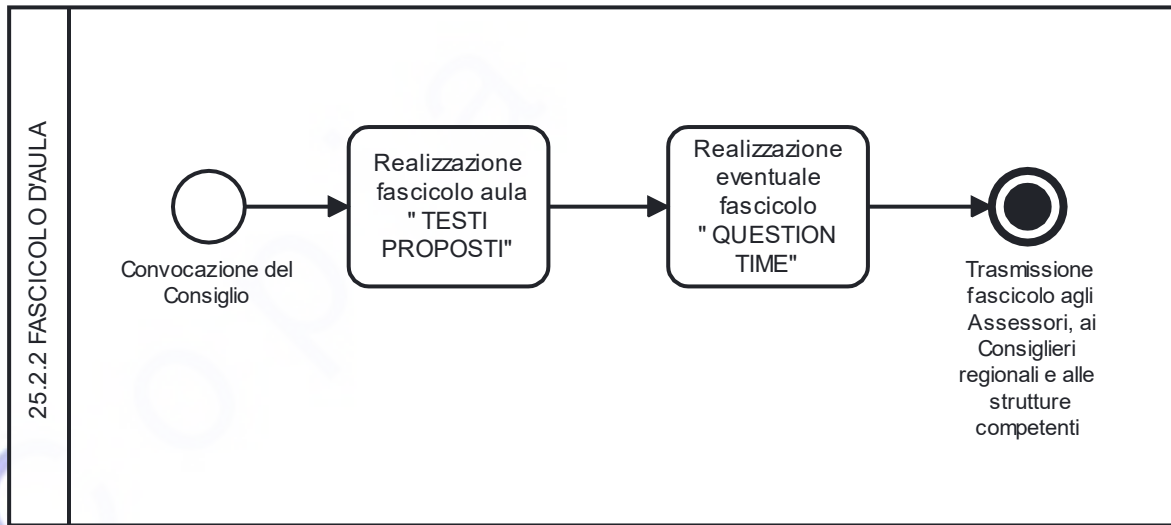 25.2.2 FASCICOLO D'AULA
Convocazione del
Consiglio
Realizzazione
fascicolo aula
" TESTI
PROPOSTI"
Realizzazione
eventuale
fascicolo
" QUESTION
TIME"
Trasmissione
fascicolo agli
Assessori, ai
Consiglieri
regionali e alle
strutture
competenti